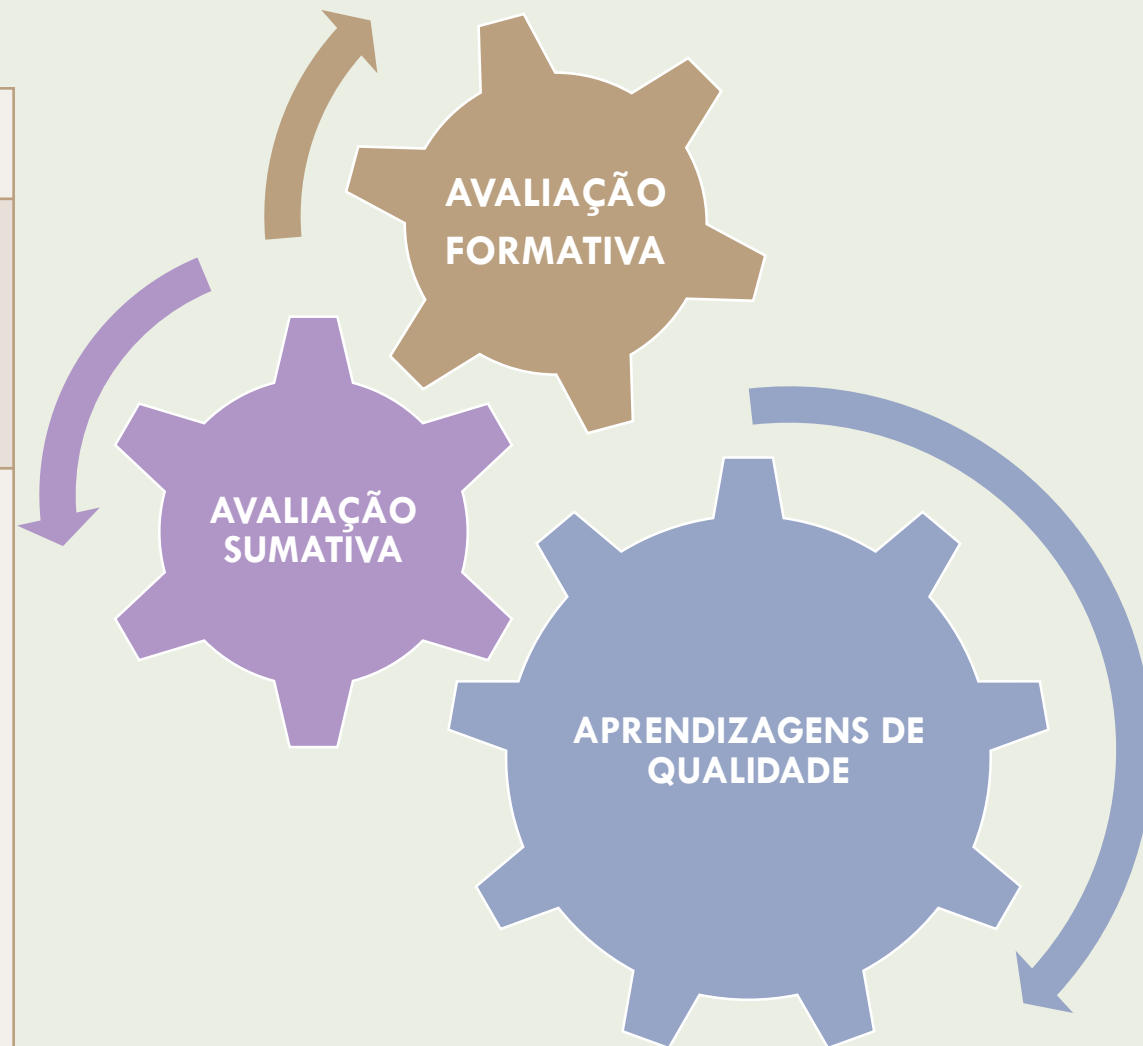 AVALIAÇÃO
FORMATIVA
AVALIAÇÃO
SUMATIVA
APRENDIZAGENS DE
QUALIDADE